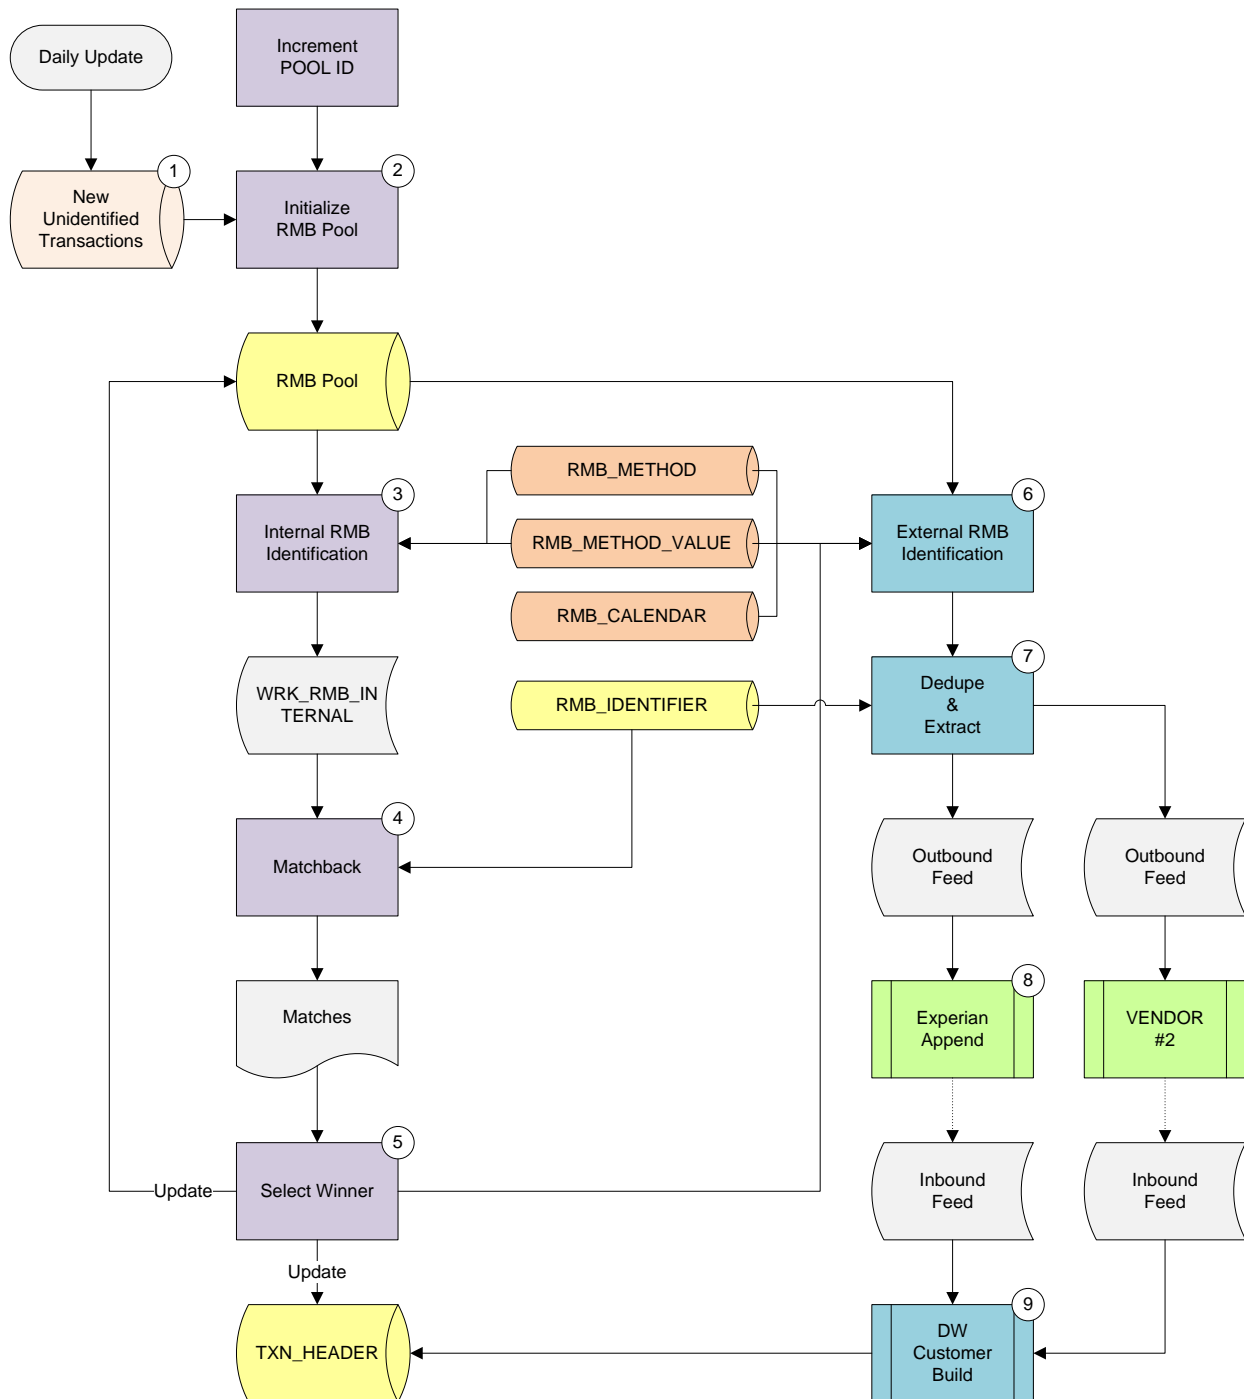 Daily Update
Increment
POOL ID
1
New
Unidentified
Transactions
2
Initialize
RMB Pool
RMB Pool
RMB_METHOD
3
Internal RMB
Identification
RMB_METHOD_VALUE
6
External RMB
Identification
RMB_CALENDAR
WRK_RMB_IN
TERNAL
RMB_IDENTIFIER
7
Dedupe
&
Extract
4
Matchback
Outbound
Feed
Outbound
Feed
Matches
8
Experian
Append
VENDOR
#2
5
Select Winner
Update
Inbound
Feed
Inbound
Feed
Update
TXN_HEADER
9
DW
Customer
Build